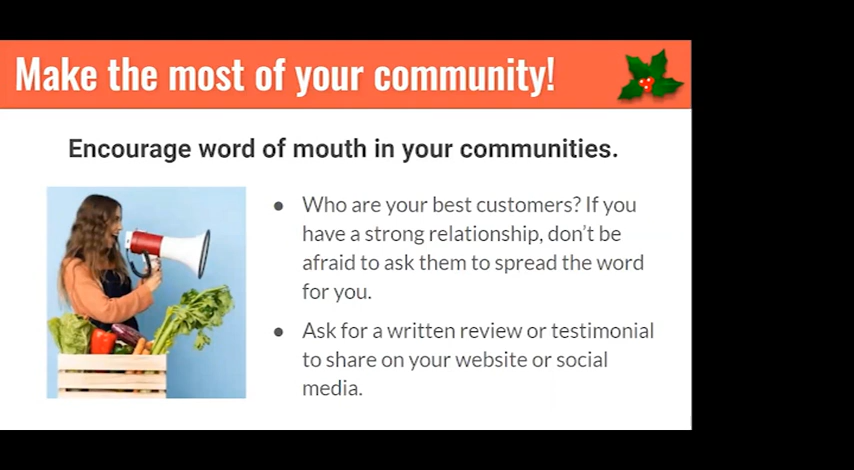 Make the most of your community!
Encourage word of mouth in your communities.
● Who are your best customers? If you
have a strong relationship, don't be
afraid to ask them to spread the word
for you.
● Ask for a written review or testimonial
to share on your website or social
media.